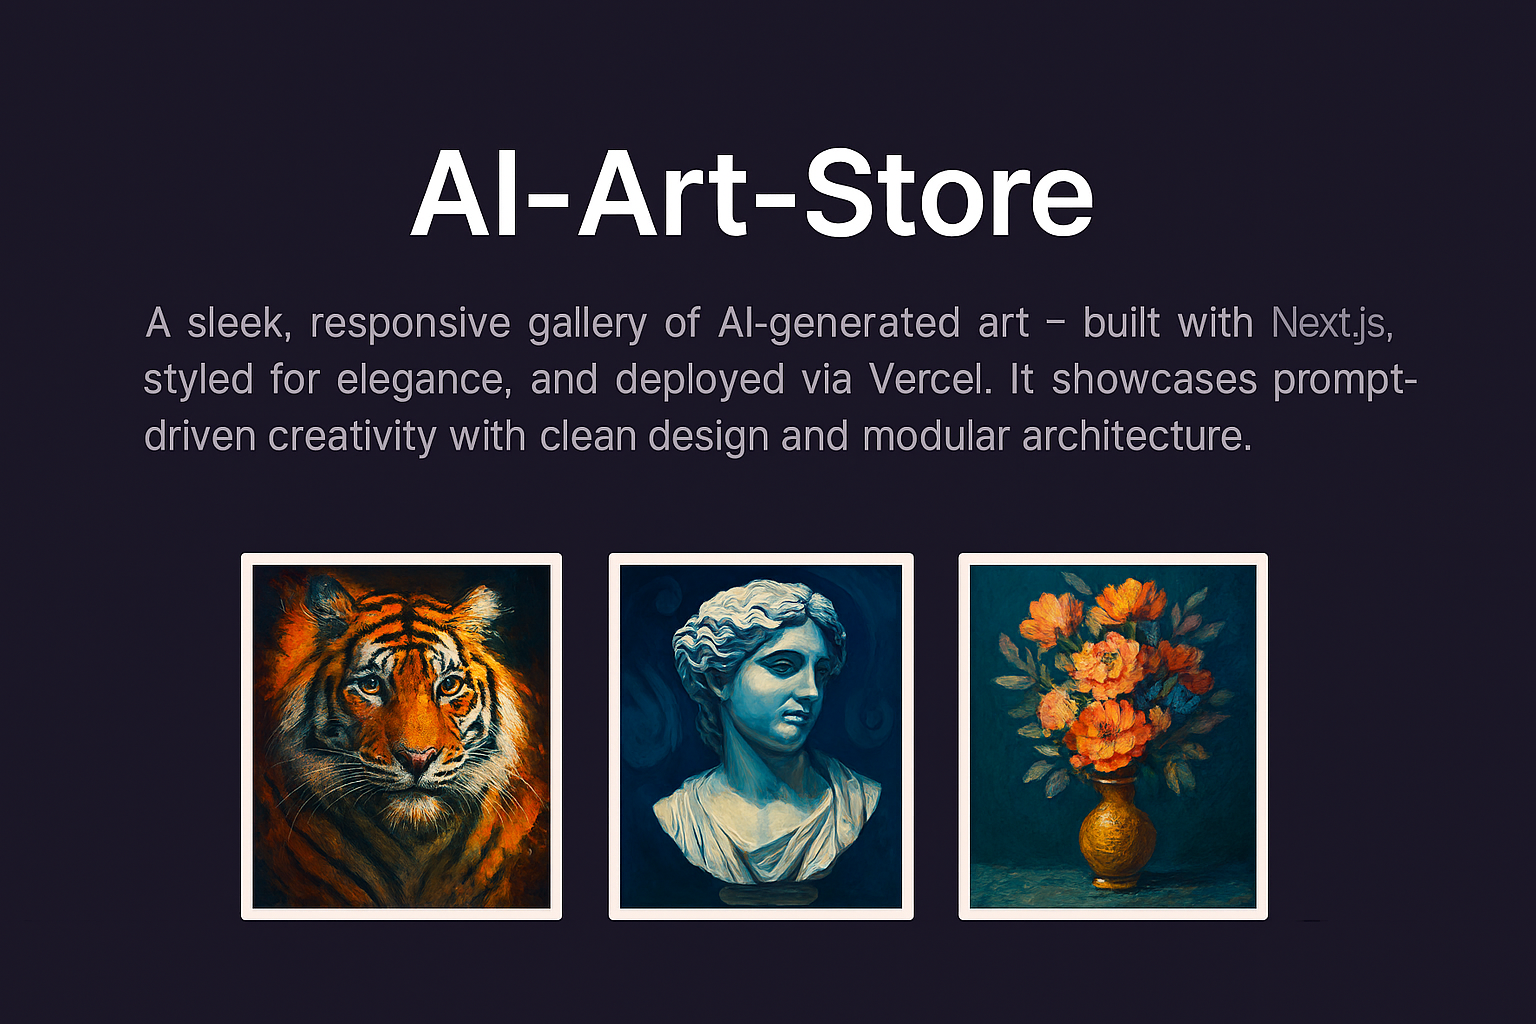 AI-Art-Store
A sleek, responsive gallery of AI-generated art – built with Next.js,
styled for elegance, and deployed via Vercel. It showcases prompt-
driven creativity with clean design and modular architecture.